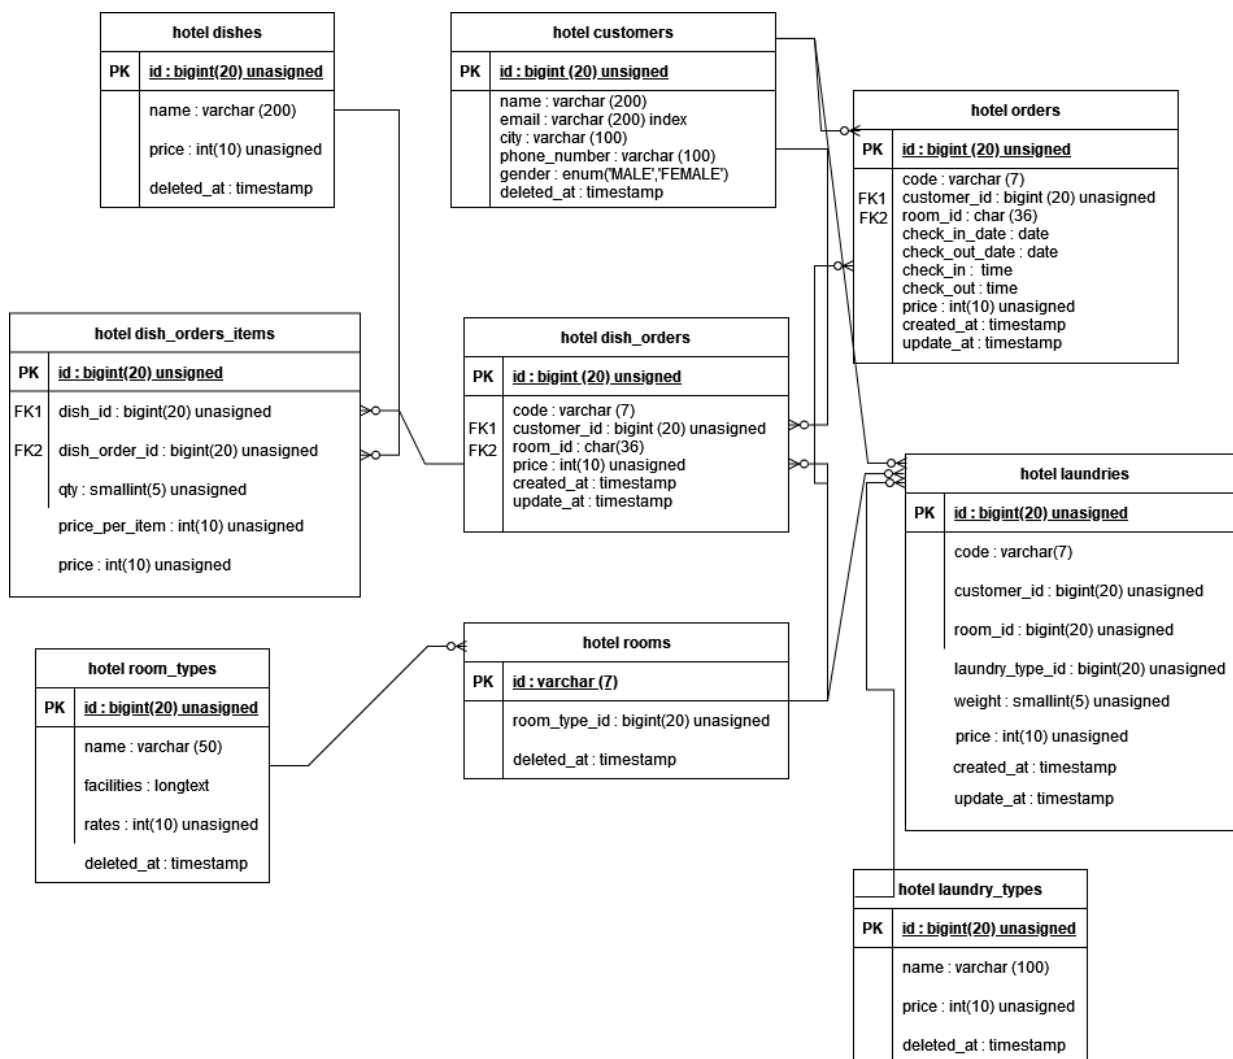 hotel dishes
PK id : bigint(20) unasigned
name : varchar (200)
price : int(10) unasigned
deleted_at : timestamp
hotel customers
PK id : bigint (20) unsigned
name : varchar (200)
email : varchar (200) index
city : varchar (100)
phone_number : varchar (100)
gender : enum('MALE','FEMALE')
deleted_at : timestamp
hotel orders
PK id : bigint (20) unsigned
code : varchar (7)
FK1 customer_id : bigint (20) unasigned
FK2 room_id : char (36)
check_in_date : date
check_out_date : date
check_in : time
check_out : time
price : int(10) unasigned
created_at : timestamp
update_at : timestamp
hotel dish_orders_items
PK id : bigint(20) unsigned
FK1 dish_id : bigint(20) unasigned
FK2 dish_order_id : bigint(20) unasigned
qty : smallint(5) unasigned
price_per_item : int(10) unasigned
price : int(10) unasigned
hotel dish_orders
PK id : bigint (20) unsigned
code : varchar (7)
FK1 customer_id : bigint (20) unasigned
FK2 room_id : char(36)
price : int(10) unasigned
created_at : timestamp
update_at : timestamp
hotel laundries
PK id : bigint(20) unasigned
code : varchar(7)
customer_id : bigint(20) unasigned
room_id : bigint(20) unasigned
laundry_type_id : bigint(20) unasigned
weight : smallint(5) unasigned
price : int(10) unasigned
created_at : timestamp
update_at : timestamp
hotel room_types
PK id : bigint(20) unasigned
name : varchar (50)
facilities : longtext
rates : int(10) unasigned
deleted_at : timestamp
hotel rooms
PK id : varchar (7)
room_type_id : bigint(20) unasigned
deleted_at : timestamp
hotel laundry_types
PK id : bigint(20) unasigned
name : varchar (100)
price : int(10) unasigned
deleted_at : timestamp